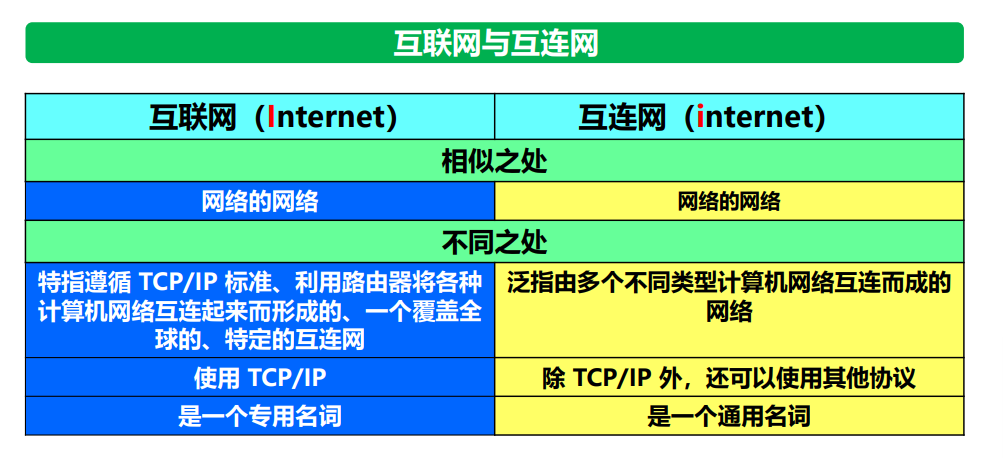 互联网与互连网
互联网（Internet） 互连网（internet）
相似之处
网络的网络 网络的网络
不同之处
特指遵循 TCP/IP 标准、利用路由器将各种
计算机网络互连起来而形成的、一个覆盖全
球的、特定的互连网
泛指由多个不同类型计算机网络互连而成的
网络
使用 TCP/IP 除 TCP/IP 外，还可以使用其他协议
是一个专用名词 是一个通用名词